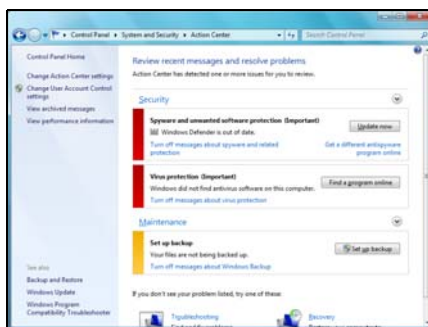 Control Panel ▸ System and Security ▸ Action Center
Search Control Panel
Control Panel Home
Change Action Center settings
Change User Account Control settings
View archived messages
View performance information
Review recent messages and resolve problems
Action Center has detected one or more issues for you to review.
Security
Spyware and unwanted software protection (Important)
Windows Defender is out of date.
Update now
Turn off messages about spyware and related protection
Get a different antispyware program online
Virus protection (Important)
Windows did not find antivirus software on this computer.
Find a program online
Turn off messages about virus protection
Maintenance
Set up backup
Your files are not being backed up.
Set up backup
Turn off messages about Windows Backup
If you don't see your problem listed, try one of these:
See also
Backup and Restore
Windows Update
Windows Program Compatibility Troubleshooter
Troubleshooting
Recovery